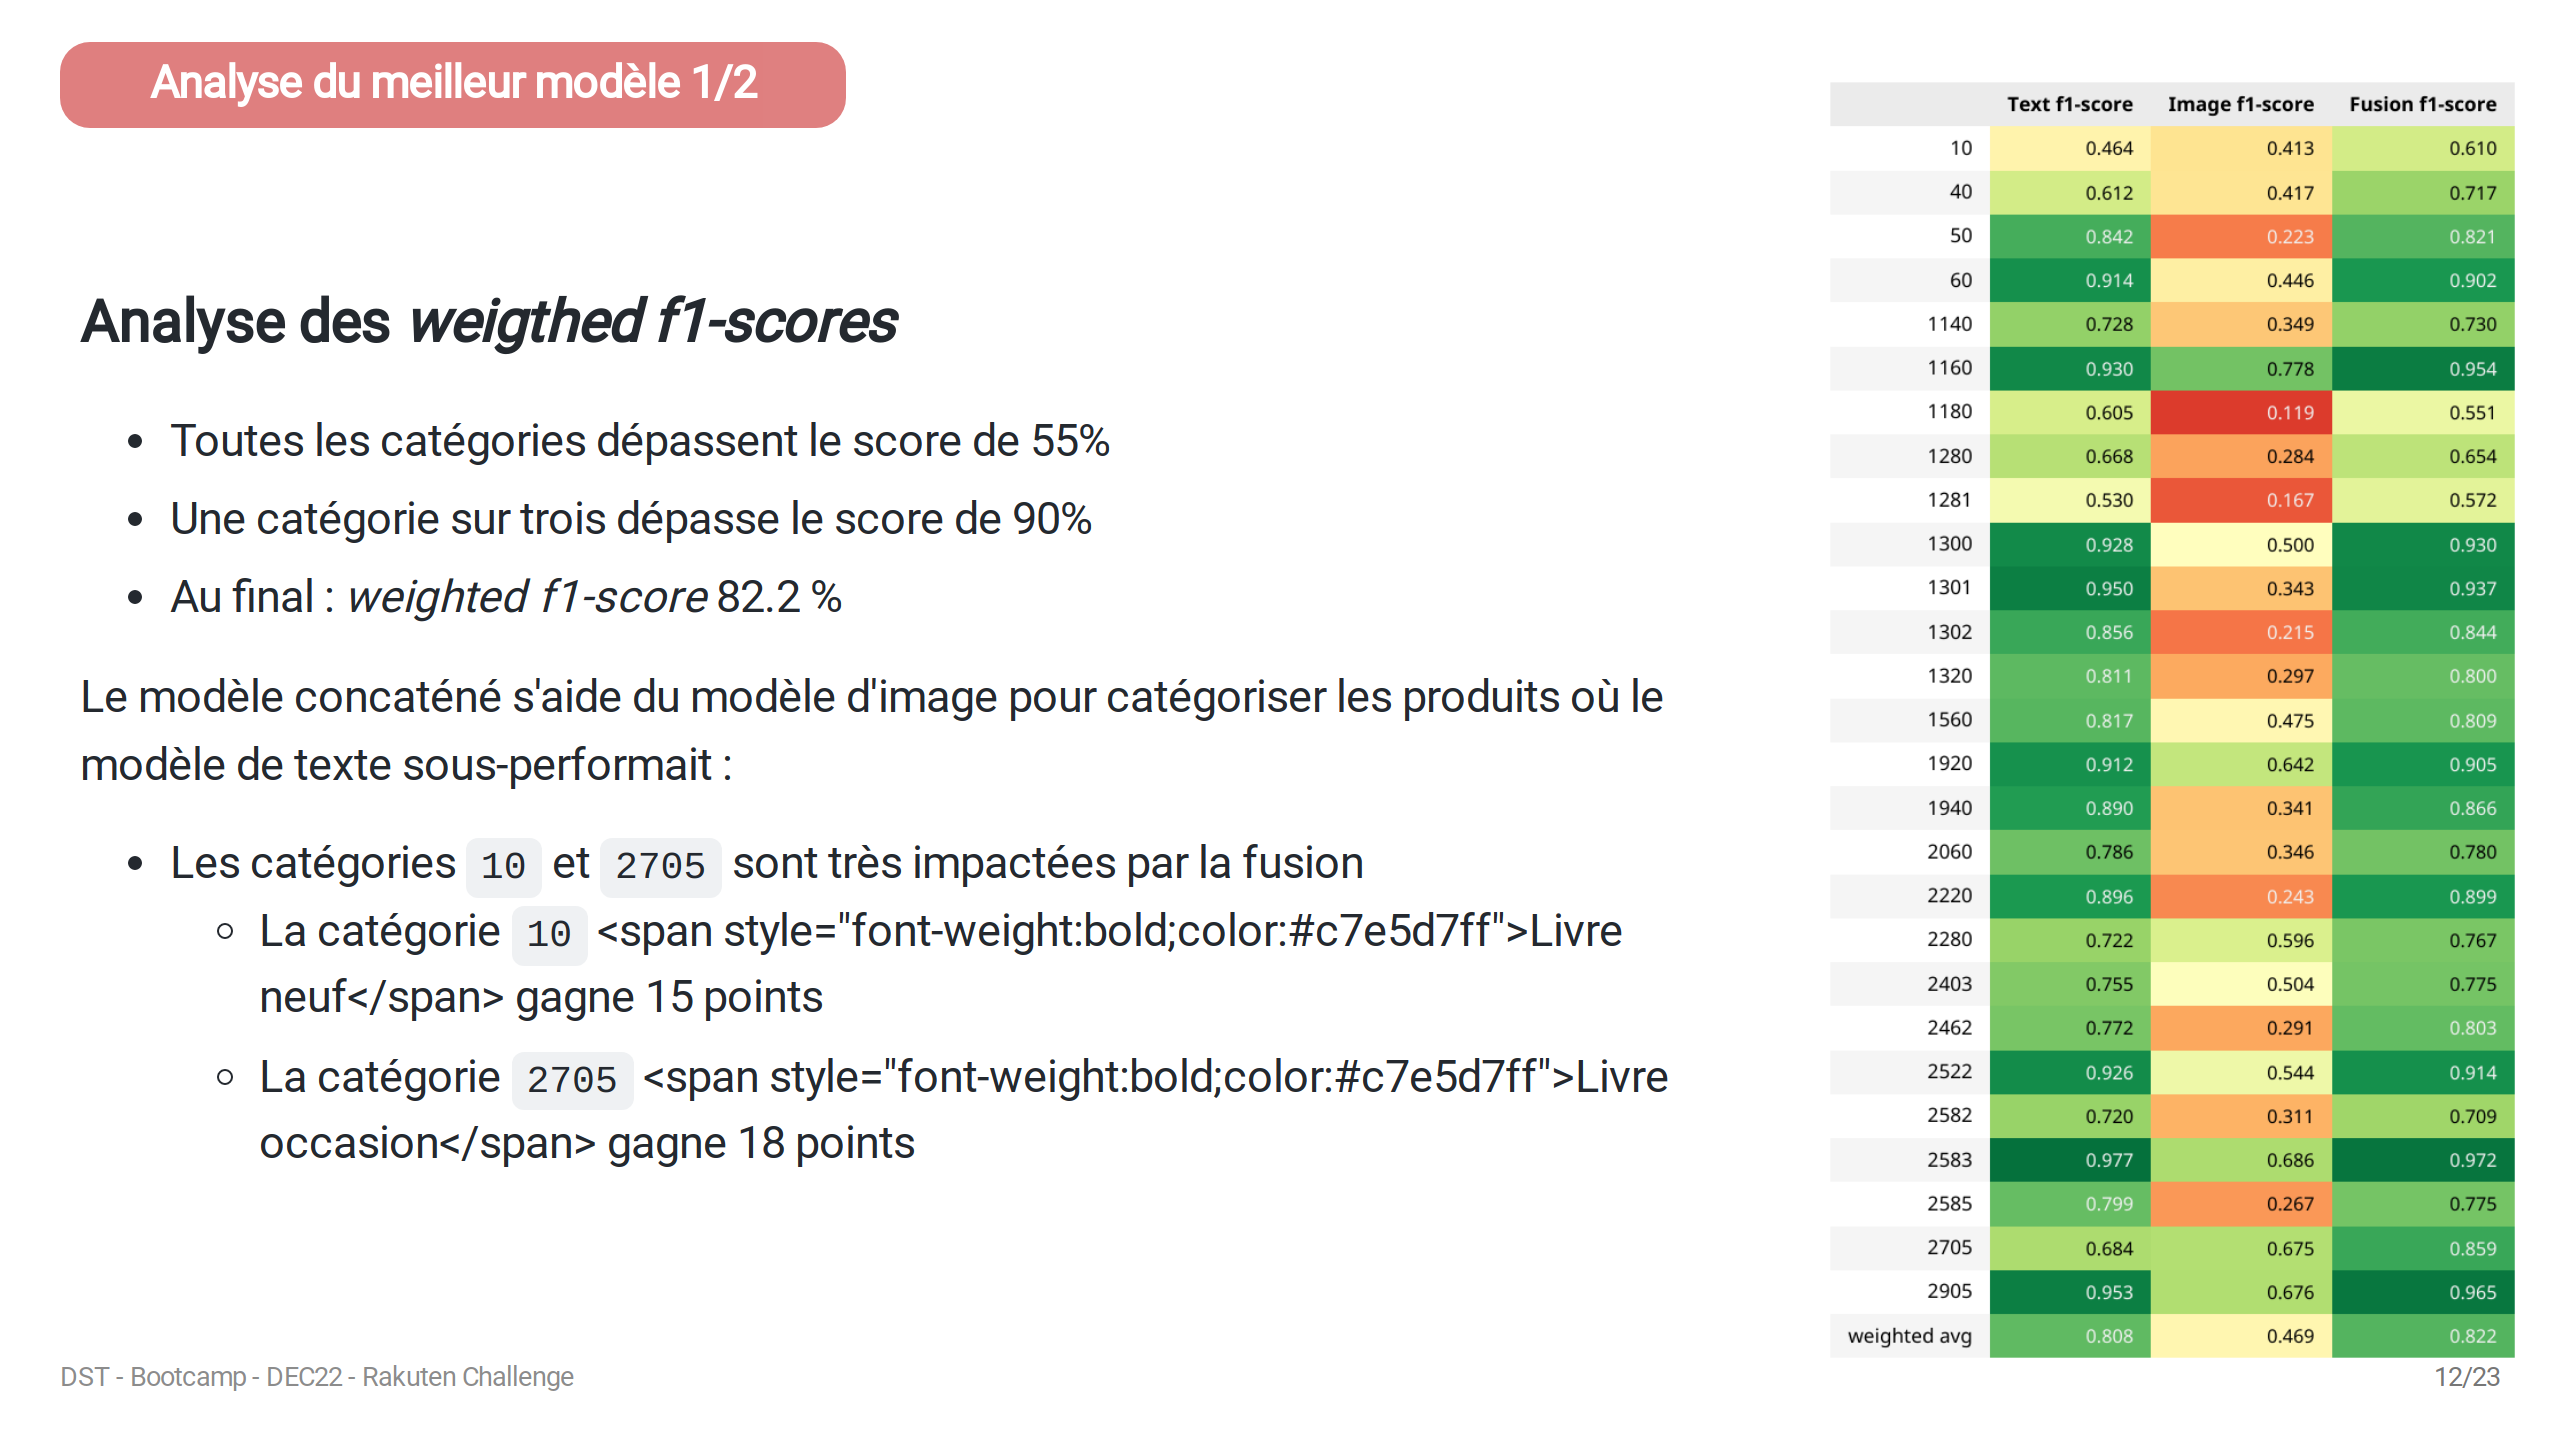 Analyse du meilleur modèle 1/2
Analyse des weigthed f1-scores
Toutes les catégories dépassent le score de 55%
Une catégorie sur trois dépasse le score de 90%
Au final : weighted f1-score 82.2 %
Le modèle concaténé s'aide du modèle d'image pour catégoriser les produits où le
modèle de texte sous-performait :
Les catégories 10 et 2705 sont très impactées par la fusion
La catégorie 10 <span style="font-weight:bold;color:#c7e5d7ff">Livre
neuf</span> gagne 15 points
La catégorie 2705 <span style="font-weight:bold;color:#c7e5d7ff">Livre
occasion</span> gagne 18 points
Text f1-score Image f1-score Fusion f1-score
10 0.464 0.413 0.610
40 0.612 0.417 0.717
50 0.842 0.223 0.821
60 0.914 0.446 0.902
1140 0.728 0.349 0.730
1160 0.930 0.778 0.954
1180 0.605 0.119 0.551
1280 0.668 0.284 0.654
1281 0.530 0.167 0.572
1300 0.928 0.500 0.930
1301 0.950 0.343 0.937
1302 0.856 0.215 0.844
1320 0.811 0.297 0.800
1560 0.817 0.475 0.809
1920 0.912 0.642 0.905
1940 0.890 0.341 0.866
2060 0.786 0.346 0.780
2220 0.896 0.243 0.899
2280 0.722 0.596 0.767
2403 0.755 0.504 0.775
2462 0.772 0.291 0.803
2522 0.926 0.544 0.914
2582 0.720 0.311 0.709
2583 0.977 0.686 0.972
2585 0.799 0.267 0.775
2705 0.684 0.675 0.859
2905 0.953 0.676 0.965
weighted avg 0.808 0.469 0.822
DST - Bootcamp - DEC22 - Rakuten Challenge
12/23